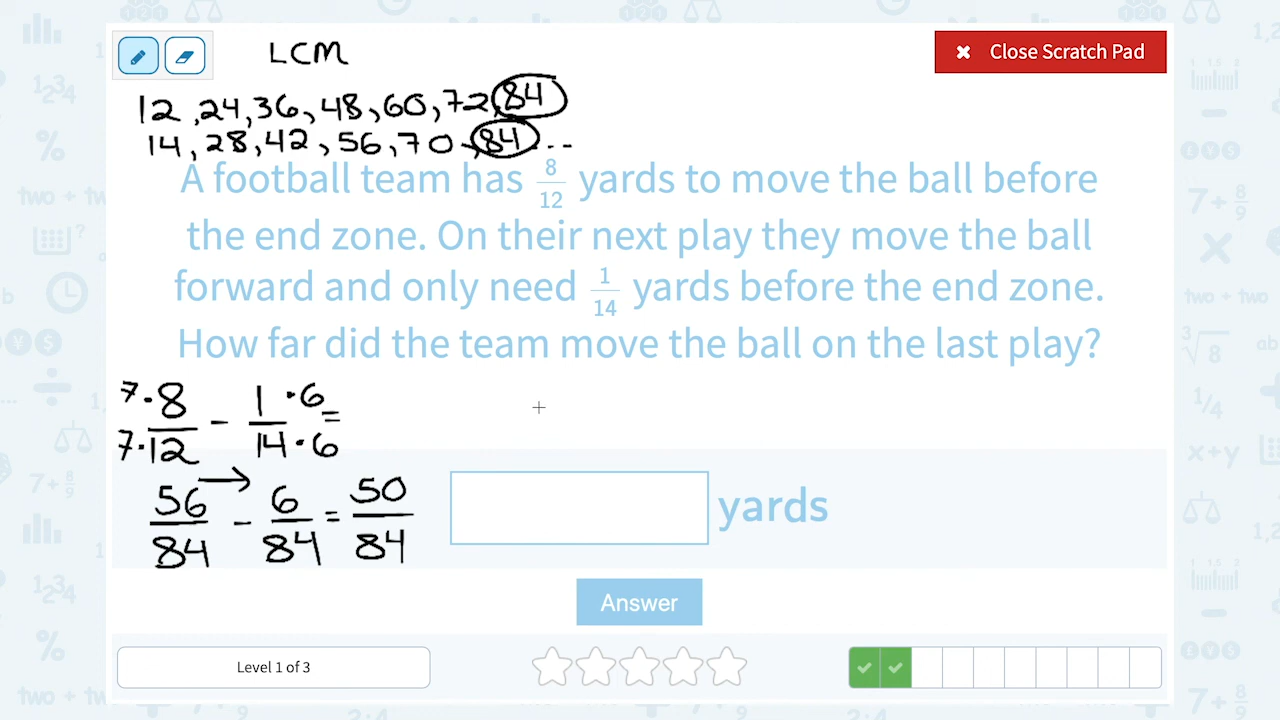 LCM
Close Scratch Pad
12, 24, 36, 48, 60, 72, 84
14, 28, 42, 56, 70, 84...
A football team has 8/12 yards to move the ball before
the end zone. On their next play they move the ball
forward and only need 1/14 yards before the end zone.
How far did the team move the ball on the last play?
7·8/7·12 - 1·6/14·6 =
56/84 - 6/84 = 50/84
yards
Answer
Level 1 of 3